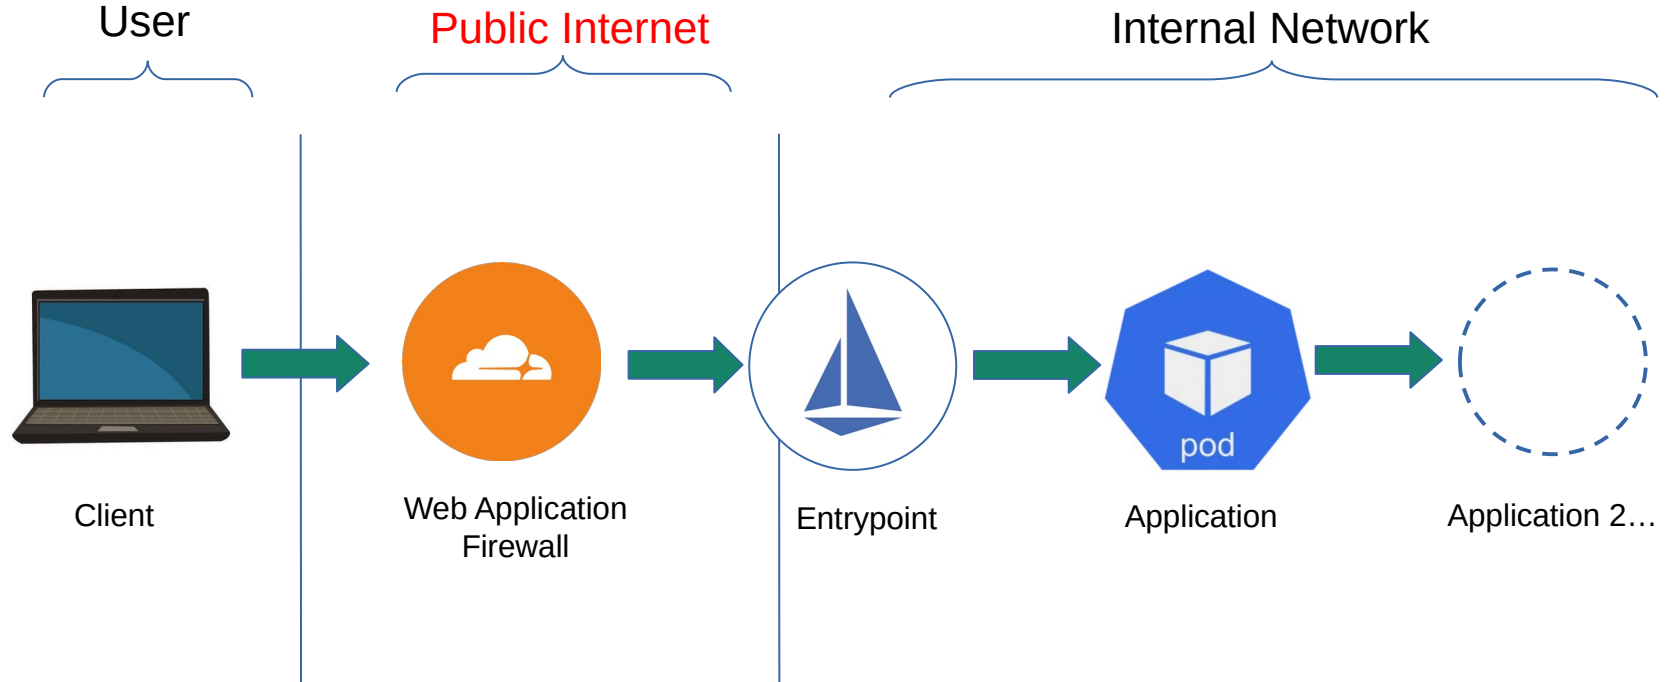 User
Public Internet
Internal Network
pod
Client
Web Application
Firewall
Entrypoint
Application
Application 2…